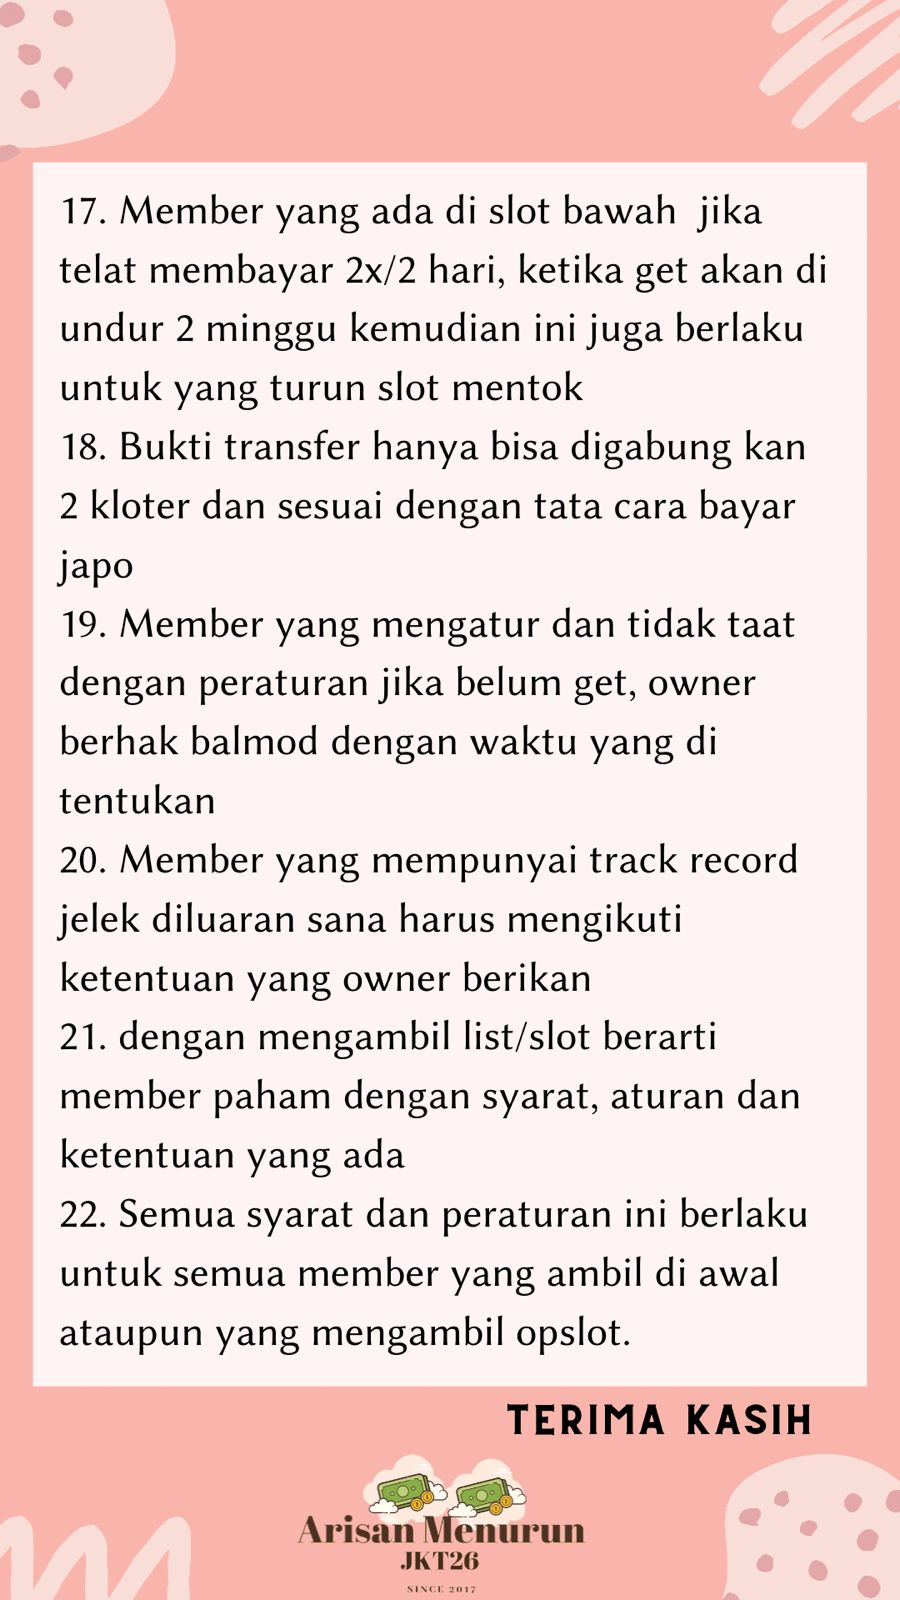 17. Member yang ada di slot bawah  jika
telat membayar 2x/2 hari, ketika get akan di
undur 2 minggu kemudian ini juga berlaku
untuk yang turun slot mentok
18. Bukti transfer hanya bisa digabung kan
2 kloter dan sesuai dengan tata cara bayar
japo
19. Member yang mengatur dan tidak taat
dengan peraturan jika belum get, owner
berhak balmod dengan waktu yang di
tentukan
20. Member yang mempunyai track record
jelek diluaran sana harus mengikuti
ketentuan yang owner berikan
21. dengan mengambil list/slot berarti
member paham dengan syarat, aturan dan
ketentuan yang ada
22. Semua syarat dan peraturan ini berlaku
untuk semua member yang ambil di awal
ataupun yang mengambil opslot.
TERIMA KASIH
Arisan Menurun
JKT26
SINCE 2017